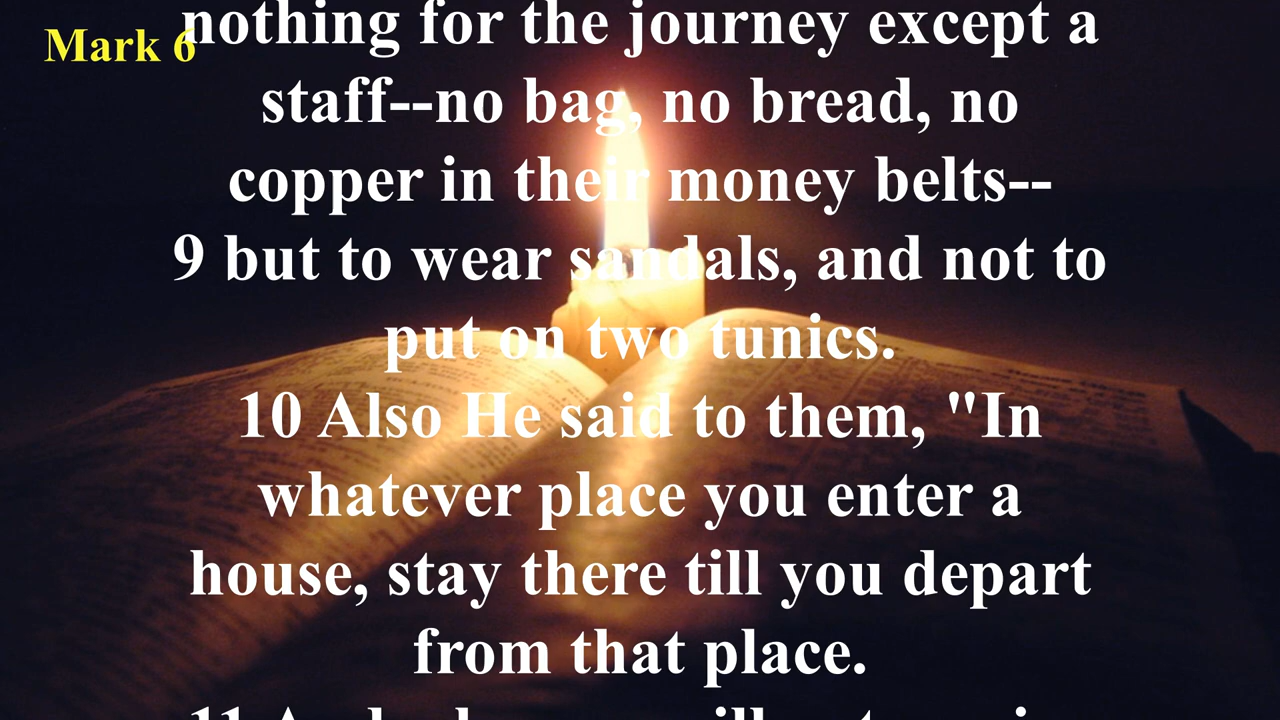 Mark 6
nothing for the journey except a
staff--no bag, no bread, no
copper in their money belts--
9 but to wear sandals, and not to
put on two tunics.
10 Also He said to them, "In
whatever place you enter a
house, stay there till you depart
from that place.